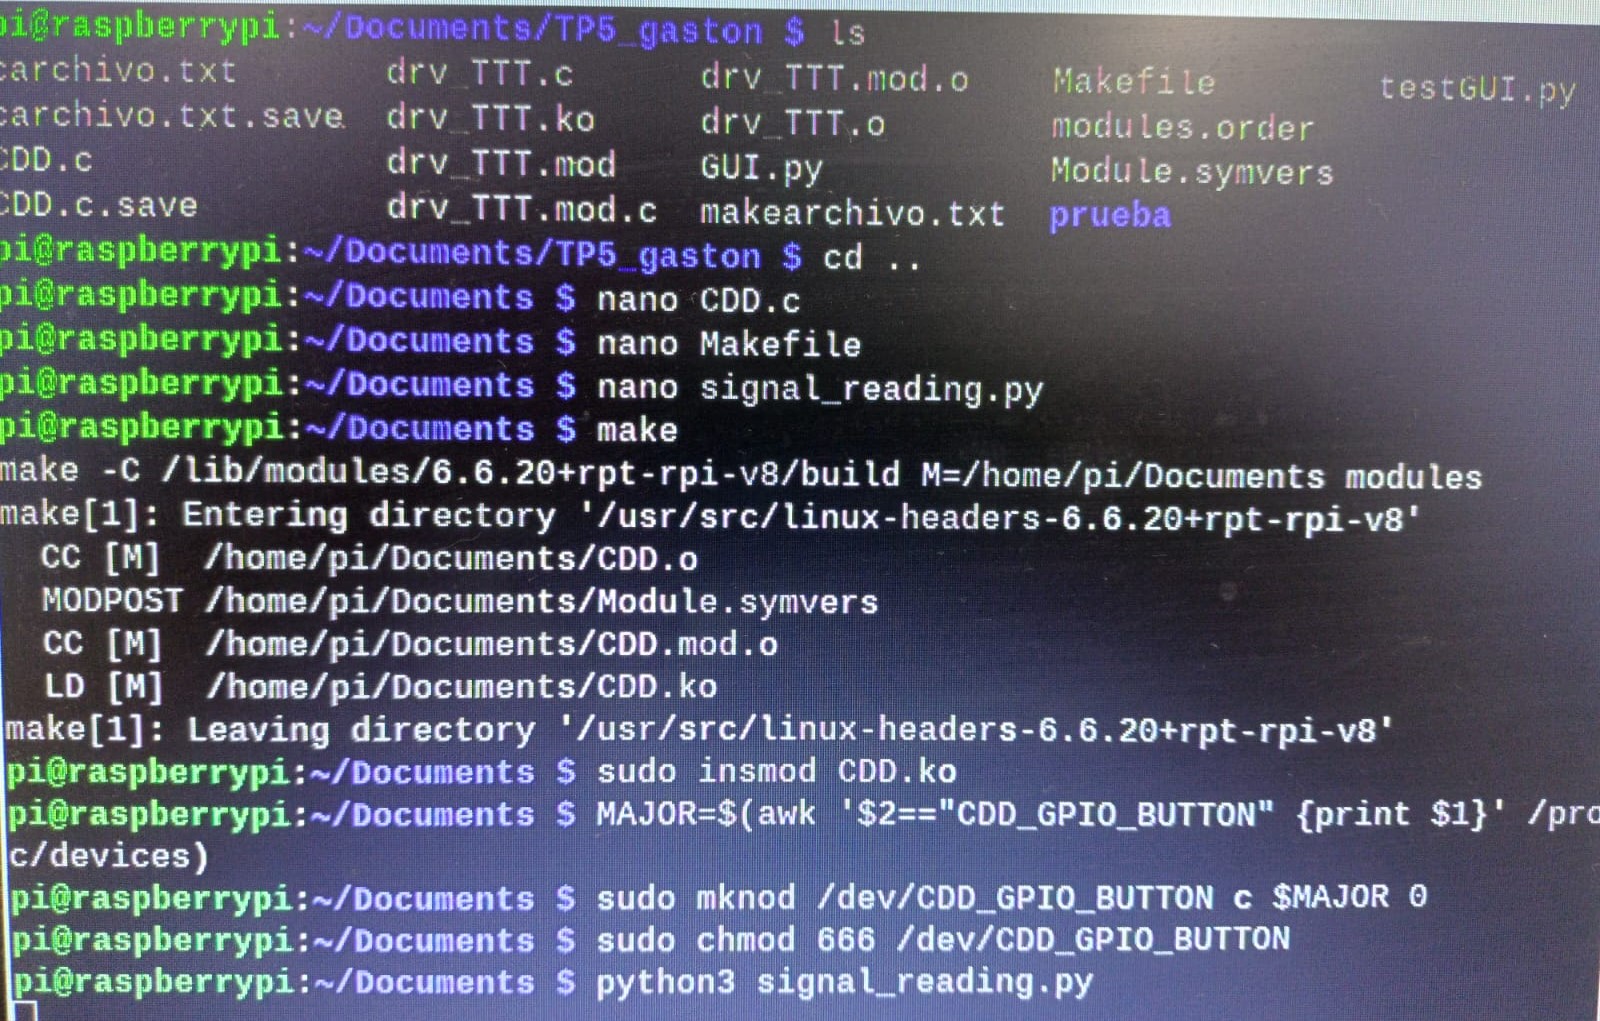 pi@raspberrypi:~/Documents/TP5_gaston $ ls
carchivo.txt drv_TTT.c drv_TTT.mod.o Makefile testGUI.py
carchivo.txt.save drv_TTT.ko drv_TTT.o modules.order
CDD.c drv_TTT.mod GUI.py Module.symvers
CDD.c.save drv_TTT.mod.c makearchivo.txt prueba
pi@raspberrypi:~/Documents/TP5_gaston $ cd ..
pi@raspberrypi:~/Documents $ nano CDD.c
pi@raspberrypi:~/Documents $ nano Makefile
pi@raspberrypi:~/Documents $ nano signal_reading.py
pi@raspberrypi:~/Documents $ make
make -C /lib/modules/6.6.20+rpt-rpi-v8/build M=/home/pi/Documents modules
make[1]: Entering directory '/usr/src/linux-headers-6.6.20+rpt-rpi-v8'
CC [M] /home/pi/Documents/CDD.o
MODPOST /home/pi/Documents/Module.symvers
CC [M] /home/pi/Documents/CDD.mod.o
LD [M] /home/pi/Documents/CDD.ko
make[1]: Leaving directory '/usr/src/linux-headers-6.6.20+rpt-rpi-v8'
pi@raspberrypi:~/Documents $ sudo insmod CDD.ko
pi@raspberrypi:~/Documents $ MAJOR=$(awk '$2=="CDD_GPIO_BUTTON" {print $1}' /pro
c/devices)
pi@raspberrypi:~/Documents $ sudo mknod /dev/CDD_GPIO_BUTTON c $MAJOR 0
pi@raspberrypi:~/Documents $ sudo chmod 666 /dev/CDD_GPIO_BUTTON
pi@raspberrypi:~/Documents $ python3 signal_reading.py